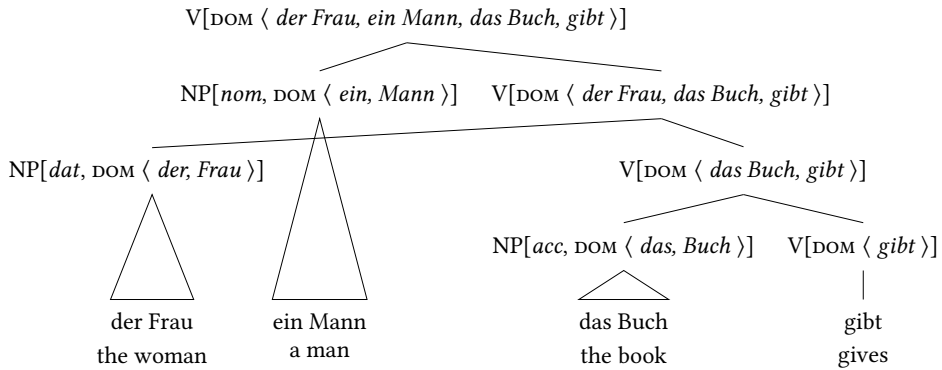 V[DOM ⟨ der Frau, ein Mann, das Buch, gibt ⟩]
NP[nom, DOM ⟨ ein, Mann ⟩] V[DOM ⟨ der Frau, das Buch, gibt ⟩]
NP[dat, DOM ⟨ der, Frau ⟩] V[DOM ⟨ das Buch, gibt ⟩]
NP[acc, DOM ⟨ das, Buch ⟩] V[DOM ⟨ gibt ⟩]
der Frau ein Mann das Buch gibt
the woman a man the book gives